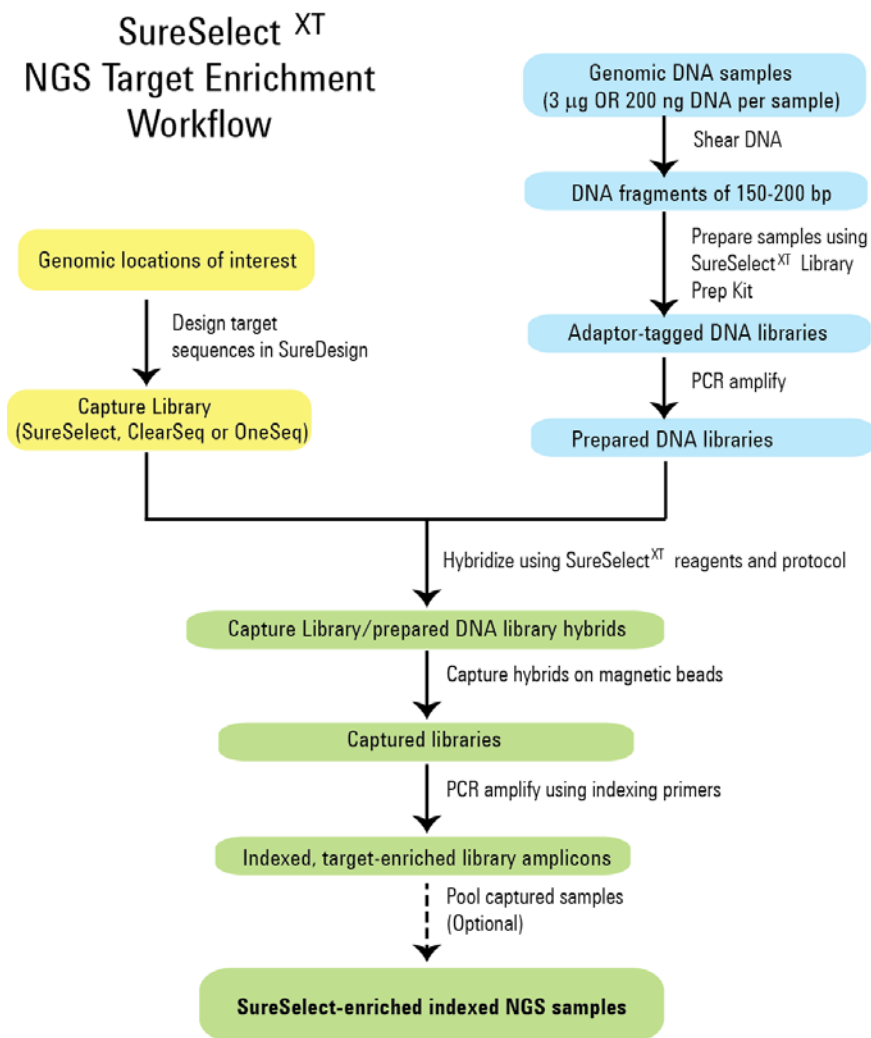 SureSelect XT
NGS Target Enrichment
Workflow
Genomic DNA samples
(3 µg OR 200 ng DNA per sample)
Shear DNA
DNA fragments of 150-200 bp
Prepare samples using
SureSelectXT Library
Prep Kit
Adaptor-tagged DNA libraries
PCR amplify
Prepared DNA libraries
Genomic locations of interest
Design target
sequences in SureDesign
Capture Library
(SureSelect, ClearSeq or OneSeq)
Hybridize using SureSelectXT reagents and protocol
Capture Library/prepared DNA library hybrids
Capture hybrids on magnetic beads
Captured libraries
PCR amplify using indexing primers
Indexed, target-enriched library amplicons
Pool captured samples
(Optional)
SureSelect-enriched indexed NGS samples